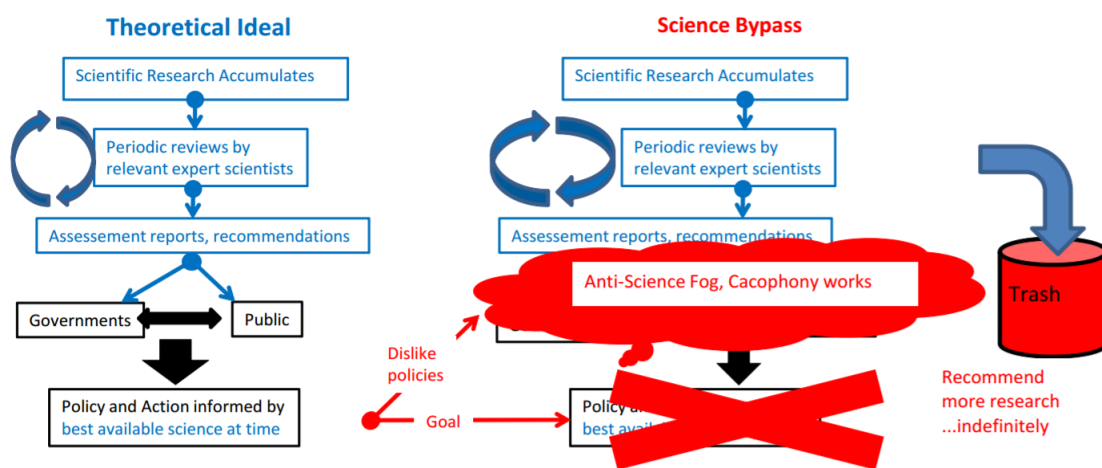 Theoretical Ideal
Scientific Research Accumulates
Periodic reviews by
relevant expert scientists
Assessement reports, recommendations
Governments
Public
Policy and Action informed by
best available science at time
Science Bypass
Scientific Research Accumulates
Periodic reviews by
relevant expert scientists
Assessement reports, recommendations
Anti-Science Fog, Cacophony works
Dislike
policies
Goal
Policy
best
Trash
Recommend
more research
...indefinitely